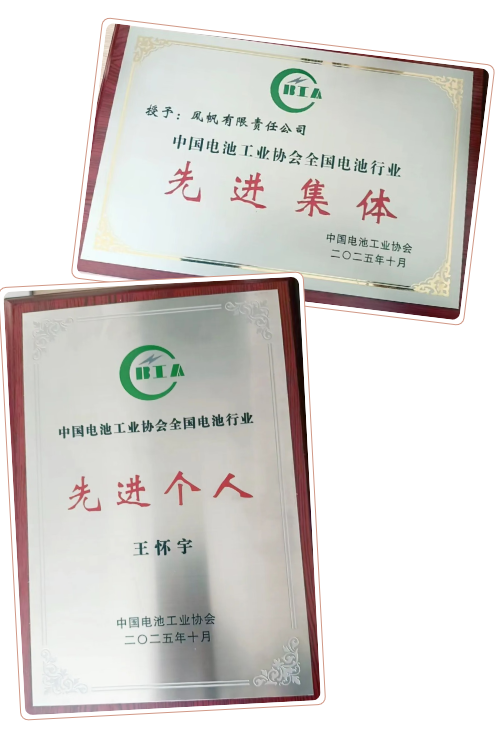 CBIA
授予：风帆有限责任公司
中国电池工业协会全国电池行业
先进集体
中国电池工业协会
二〇二五年十月
CBIA
中国电池工业协会全国电池行业
先进个人
王怀宇
中国电池工业协会
二〇二五年十月